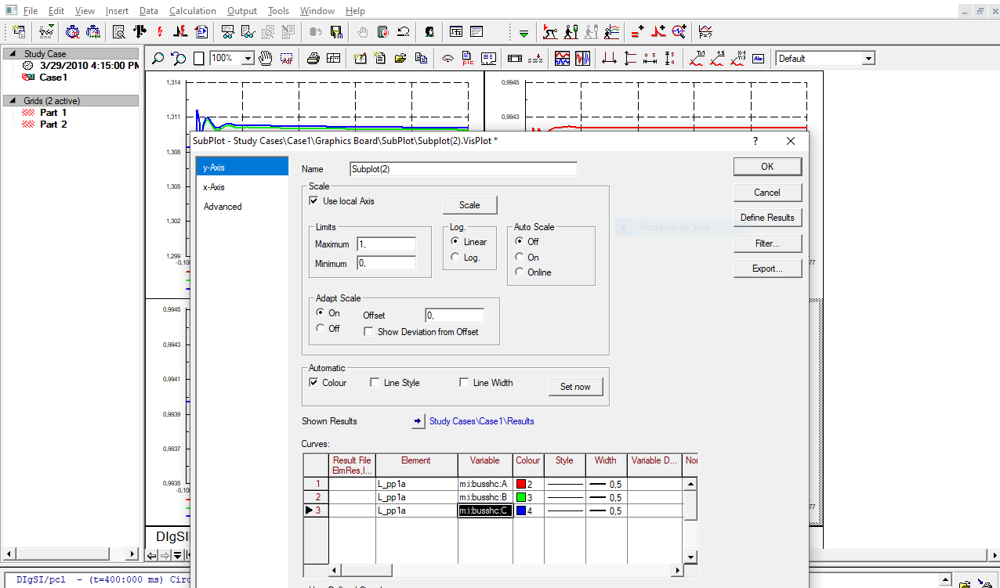 File Edit View Insert Data Calculation Output Tools Window Help
100%
Default
Study Case
3/29/2010 4:15:00 PM
Case1
Grids (2 active)
Part 1
Part 2
1,314
1,311
1,308
1,305
1,302
1,299
0,9945
0,9943
0,9945
0,9943
0,9941
0,9939
0,9937
0,9935
SubPlot - Study Cases\Case1\Graphics Board\SubPlot\Subplot(2).VisPlot *
?
y-Axis
x-Axis
Advanced
Name Subplot(2)
Scale
Use local Axis
Scale
Limits
Maximum 1,
Minimum 0,
Log.
Linear
Log.
Auto Scale
Off
On
Online
Adapt Scale
On
Off
Offset 0,
Show Deviation from Offset
Automatic
Colour Line Style Line Width Set now
Shown Results Study Cases\Case1\Results
Curves:
Result File
ElmRes,I... Element Variable Colour Style Width Variable D... Nor
1 L_pp1a m:i:busshc:A 2 0,5
2 L_pp1a m:i:busshc:B 3 0,5
3 L_pp1a m:i:busshc:C 4 0,5
OK
Cancel
Define Results
Filter...
Export...
Rectangular Snip
77
77
DIgSI
DIgSI/pcl - (t=400:000 ms) Circ